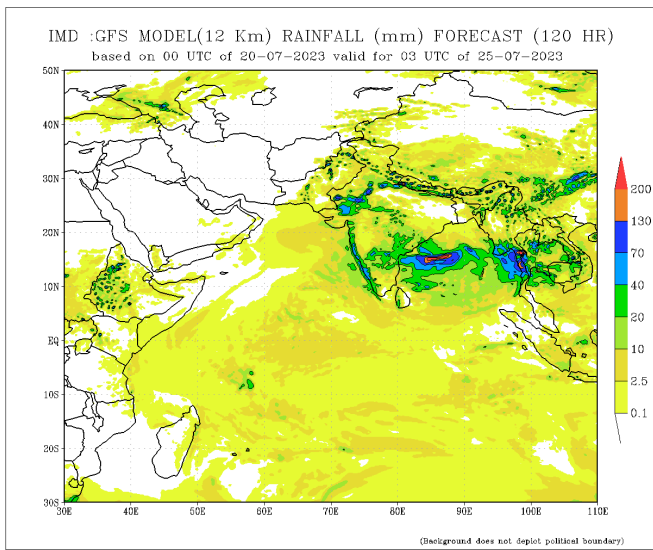 IMD :GFS MODEL(12 Km) RAINFALL (mm) FORECAST (120 HR)
based on 00 UTC of 20-07-2023 valid for 03 UTC of 25-07-2023
50N
40N
30N
20N
10N
EQ
10S
20S
30S
30E 40E 50E 60E 70E 80E 90E 100E 110E
200
130
70
40
20
10
2.5
0.1
(Background does not depict political boundary)